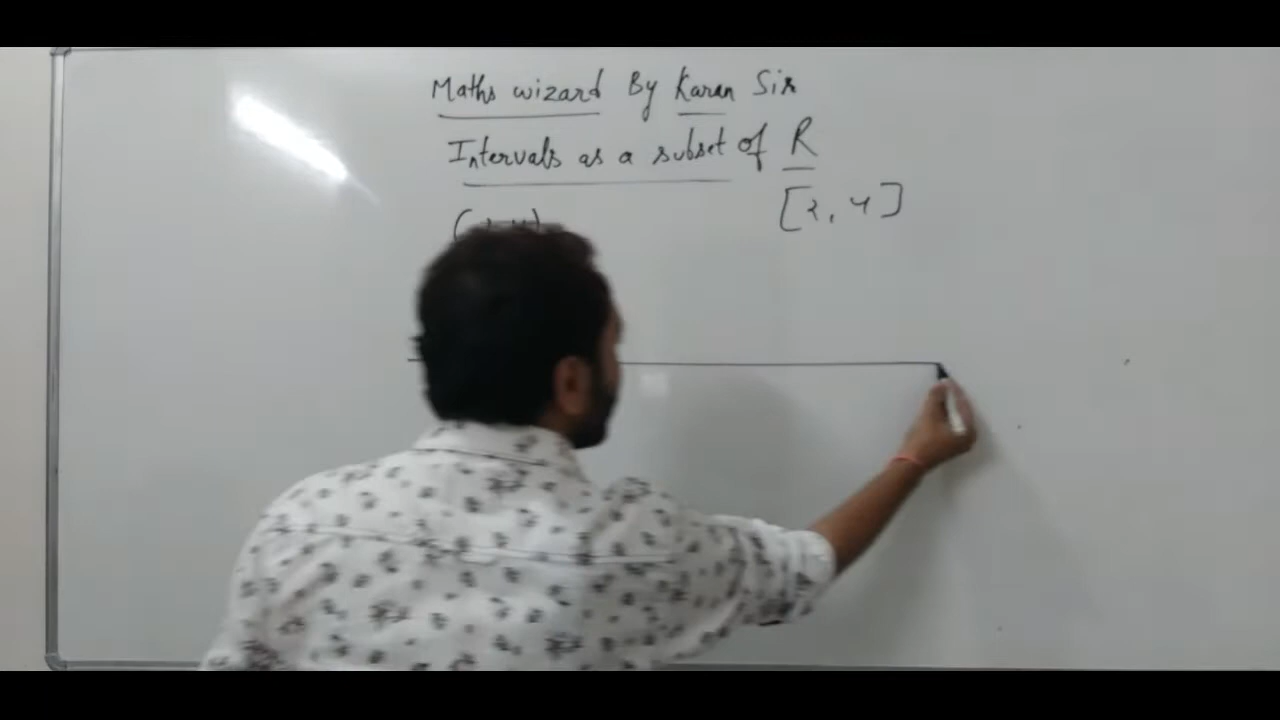 Maths wizard By Karan Sir
Intervals as a subset of R
[2, 4]